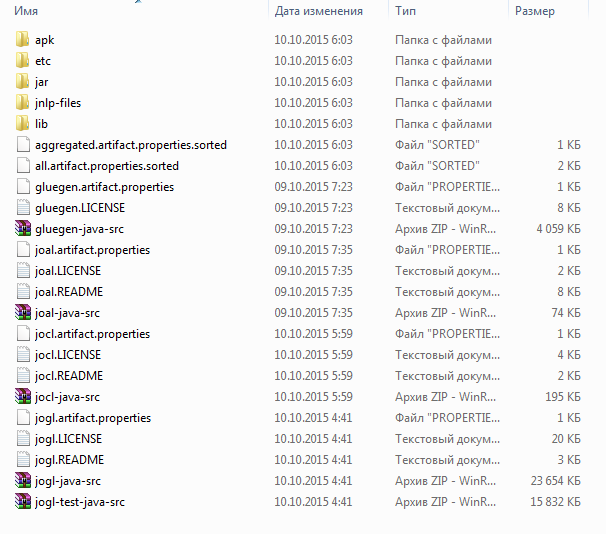 Имя Дата изменения Тип Размер
apk 10.10.2015 6:03 Папка с файлами
etc 10.10.2015 6:03 Папка с файлами
jar 10.10.2015 6:03 Папка с файлами
jnlp-files 10.10.2015 6:03 Папка с файлами
lib 10.10.2015 6:03 Папка с файлами
aggregated.artifact.properties.sorted 10.10.2015 6:03 Файл "SORTED" 1 КБ
all.artifact.properties.sorted 10.10.2015 6:03 Файл "SORTED" 2 КБ
gluegen.artifact.properties 09.10.2015 7:23 Файл "PROPERTIE... 1 КБ
gluegen.LICENSE 09.10.2015 7:23 Текстовый докум... 8 КБ
gluegen-java-src 09.10.2015 7:23 Архив ZIP - WinR... 4 059 КБ
joal.artifact.properties 09.10.2015 7:35 Файл "PROPERTIE... 1 КБ
joal.LICENSE 09.10.2015 7:35 Текстовый докум... 2 КБ
joal.README 09.10.2015 7:35 Текстовый докум... 8 КБ
joal-java-src 09.10.2015 7:35 Архив ZIP - WinR... 74 КБ
jocl.artifact.properties 10.10.2015 5:59 Файл "PROPERTIE... 1 КБ
jocl.LICENSE 10.10.2015 5:59 Текстовый докум... 4 КБ
jocl.README 10.10.2015 5:59 Текстовый докум... 2 КБ
jocl-java-src 10.10.2015 5:59 Архив ZIP - WinR... 195 КБ
jogl.artifact.properties 10.10.2015 4:41 Файл "PROPERTIE... 1 КБ
jogl.LICENSE 10.10.2015 4:41 Текстовый докум... 20 КБ
jogl.README 10.10.2015 4:41 Текстовый докум... 3 КБ
jogl-java-src 10.10.2015 4:41 Архив ZIP - WinR... 23 654 КБ
jogl-test-java-src 10.10.2015 4:41 Архив ZIP - WinR... 15 832 КБ